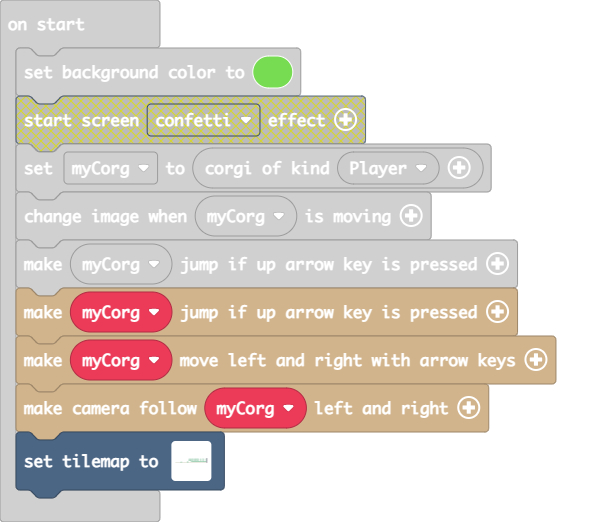 on start
set background color to
start screen confetti effect
set myCorg to corgi of kind Player
change image when myCorg is moving
make myCorg jump if up arrow key is pressed
make myCorg jump if up arrow key is pressed
make myCorg move left and right with arrow keys
make camera follow myCorg left and right
set tilemap to